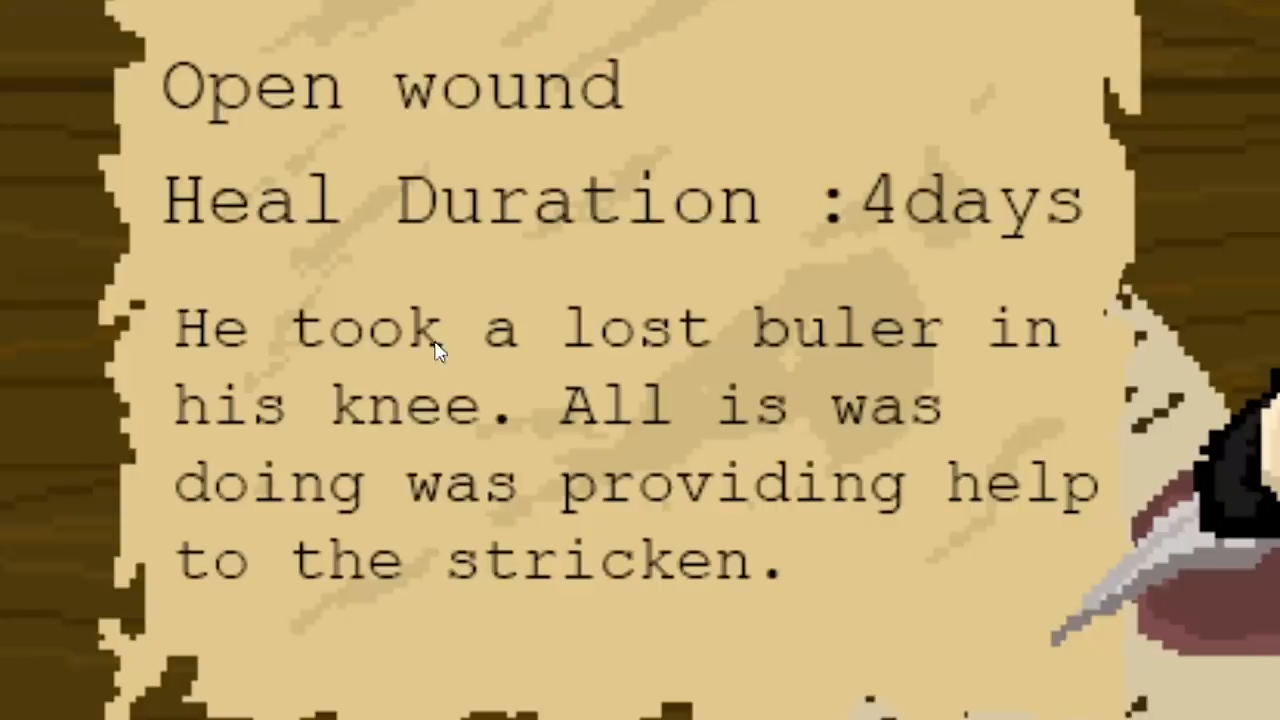 Open wound
Heal Duration :4days
He took a lost buler in
his knee. All is was
doing was providing help
to the stricken.